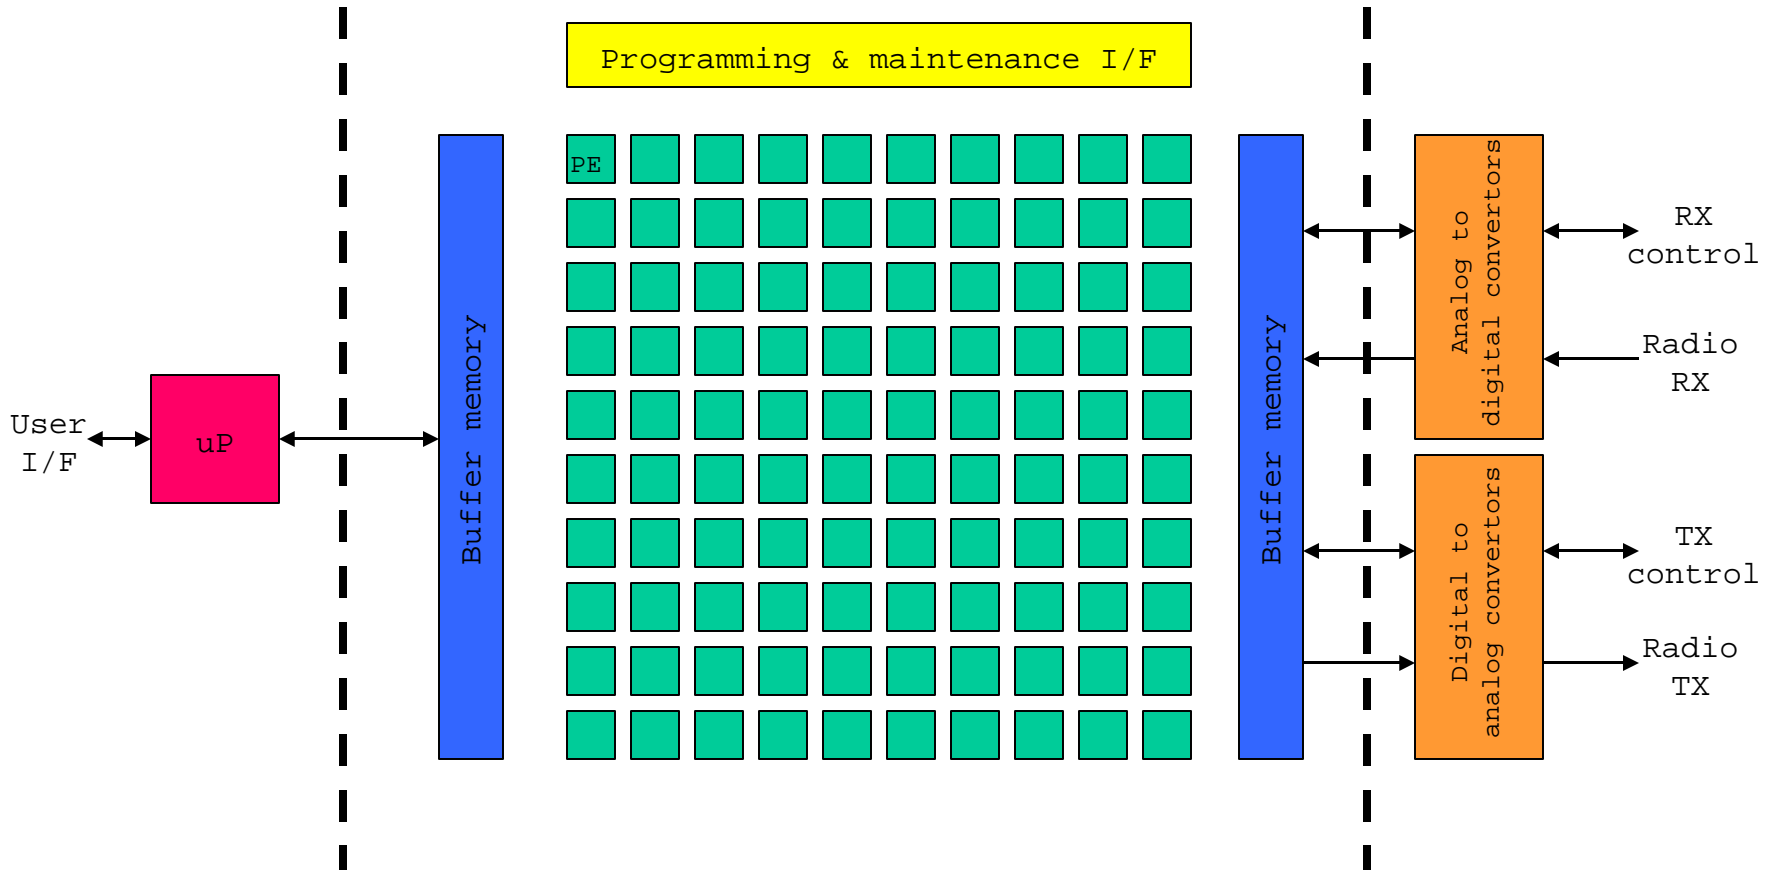 Programming & maintenance I/F
PE
User
I/F
uP
Buffer memory
Buffer memory
Analog to
digital convertors
RX
control
Radio
RX
Digital to
analog convertors
TX
control
Radio
TX